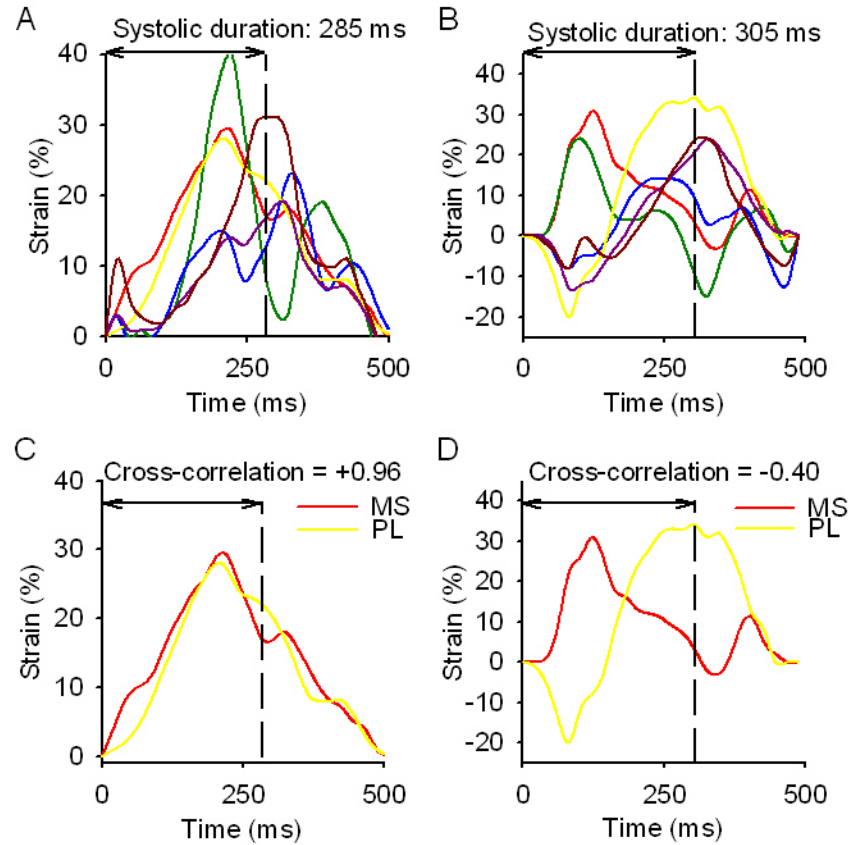 A
Systolic duration: 285 ms
40
30
20
10
0
Strain (%)
0
250
500
Time (ms)
B
Systolic duration: 305 ms
40
30
20
10
0
-10
-20
Strain (%)
0
250
500
Time (ms)
C
Cross-correlation = +0.96
MS
PL
40
30
20
10
0
Strain (%)
0
250
500
Time (ms)
D
Cross-correlation = -0.40
MS
PL
40
30
20
10
0
-10
-20
Strain (%)
0
250
500
Time (ms)